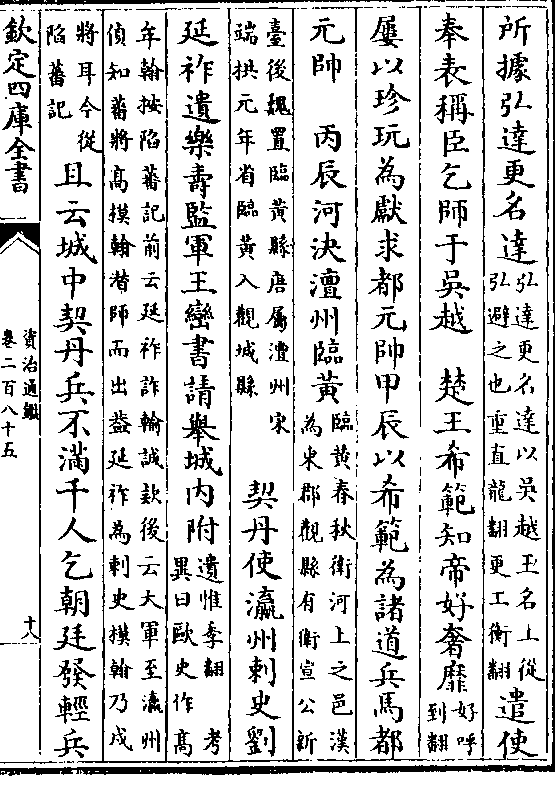 所據弘達更名達弘達更名達以吳越王名上從弘避之也重直龍翻更工衡翻遣使
奉表稱臣乞師于吳越　楚王希範知帝好奢靡好呼到翻
屢以珍玩為獻求都元帥甲辰以希範為諸道兵馬都
元帥　丙辰河決澶州臨黃臨黃春秋衛河上之邑漢為東郡觀縣有衛宣公新
臺後魏置臨黃縣唐屬澶州宋端拱元年省臨黃入觀城縣　契丹使瀛州刺史劉
延祚遺樂壽監軍王巒書請舉城内附遺惟季翻　考異曰歐史作高
牟翰按陷蕃記前云延祚詐輸誠款後云大軍至瀛州偵知蕃將高模翰潜師而出蓋延祚為刺史模翰乃戍
將耳今從陷蕃記且云城中契丹兵不滿千人乞朝廷發輕兵
欽定四庫全書
資治通鑑
卷二百八十五
十八